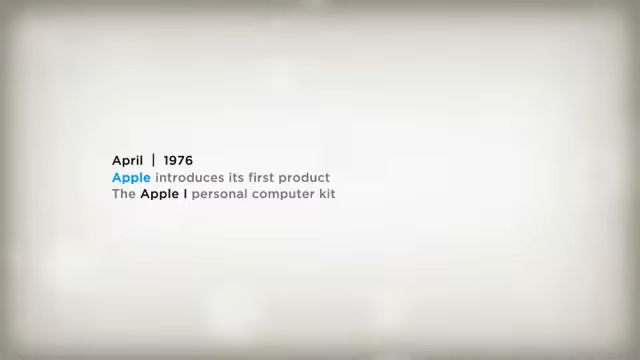 April | 1976
Apple introduces its first product
The Apple I personal computer kit